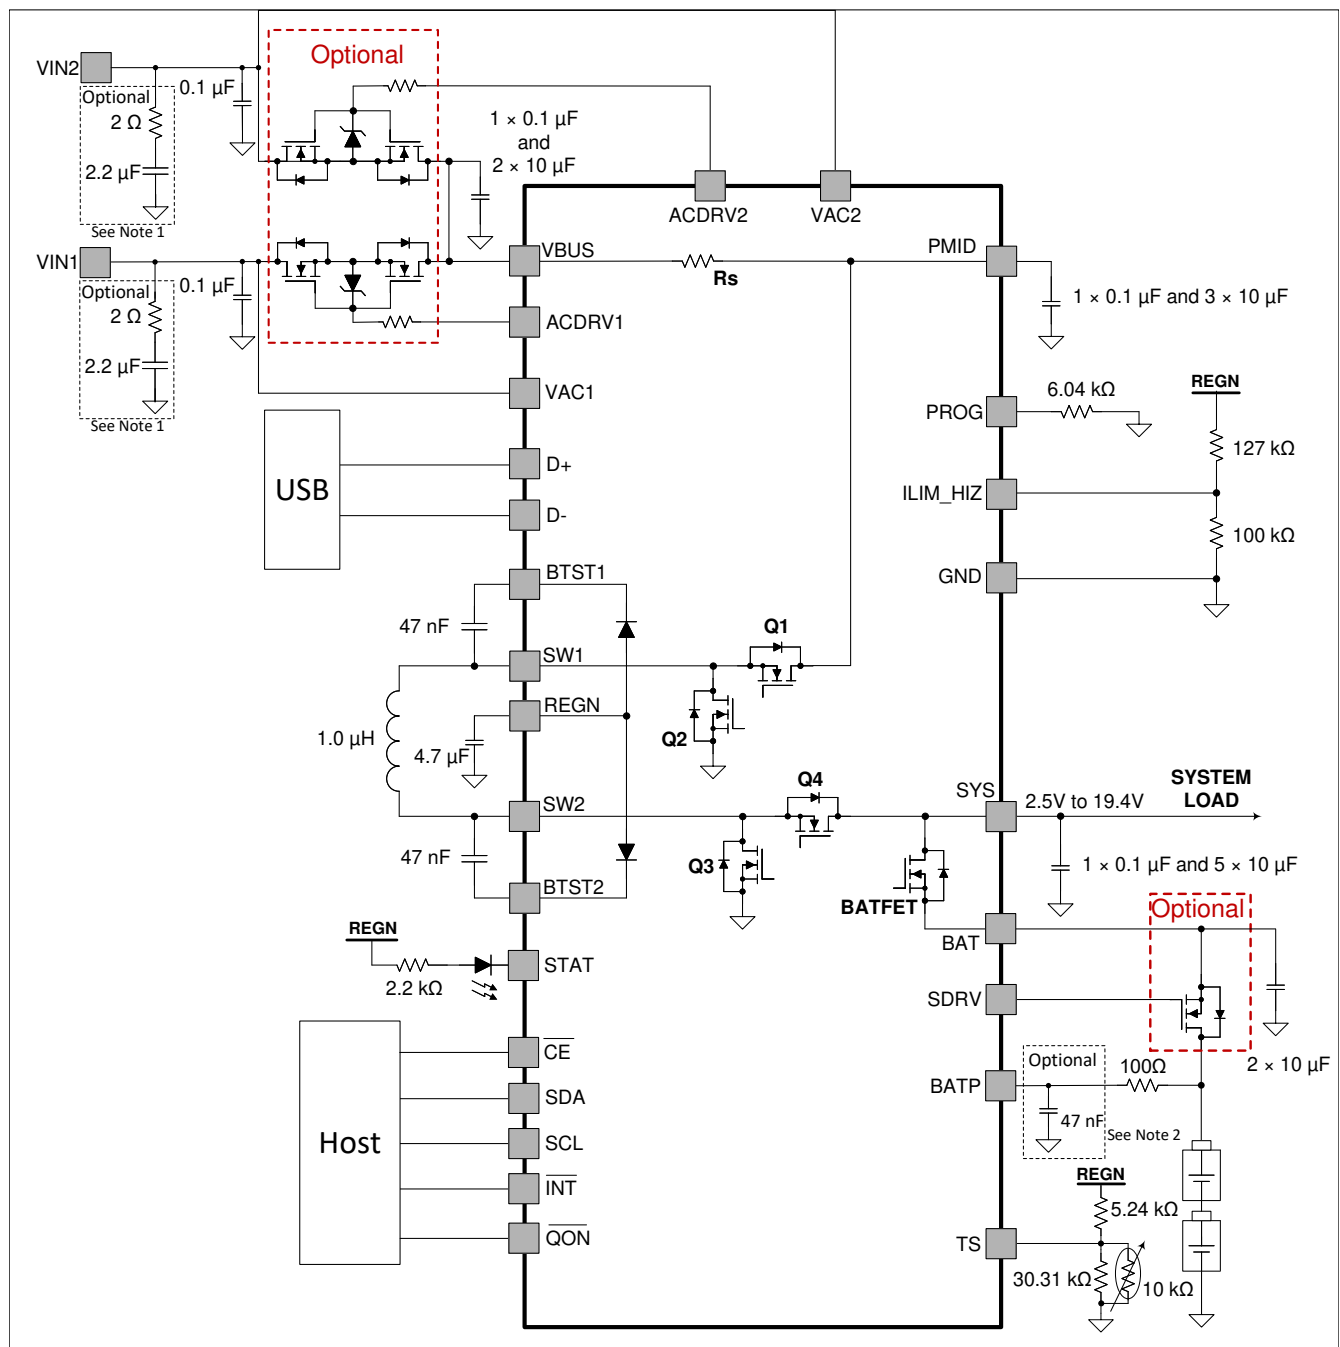 Optional
VIN2
Optional
2 Ω
2.2 µF
See Note 1
0.1 µF
1 × 0.1 µF
and
2 × 10 µF
ACDRV2
VAC2
VIN1
Optional
2 Ω
2.2 µF
See Note 1
0.1 µF
VBUS
Rs
PMID
1 × 0.1 µF and 3 × 10 µF
ACDRV1
VAC1
PROG
6.04 kΩ
REGN
127 kΩ
USB
D+
D-
ILIM_HIZ
100 kΩ
GND
BTST1
47 nF
SW1
Q1
REGN
1.0 µH
4.7 µF
Q2
SW2
Q4
SYS
2.5V to 19.4V
SYSTEM
LOAD
47 nF
Q3
1 × 0.1 µF and 5 × 10 µF
BTST2
BATFET
Optional
BAT
REGN
STAT
2.2 kΩ
SDRV
2 × 10 µF
Host
CE
SDA
SCL
INT
QON
BATP
Optional
47 nF
100Ω
See Note 2
REGN
5.24 kΩ
TS
30.31 kΩ
10 kΩ